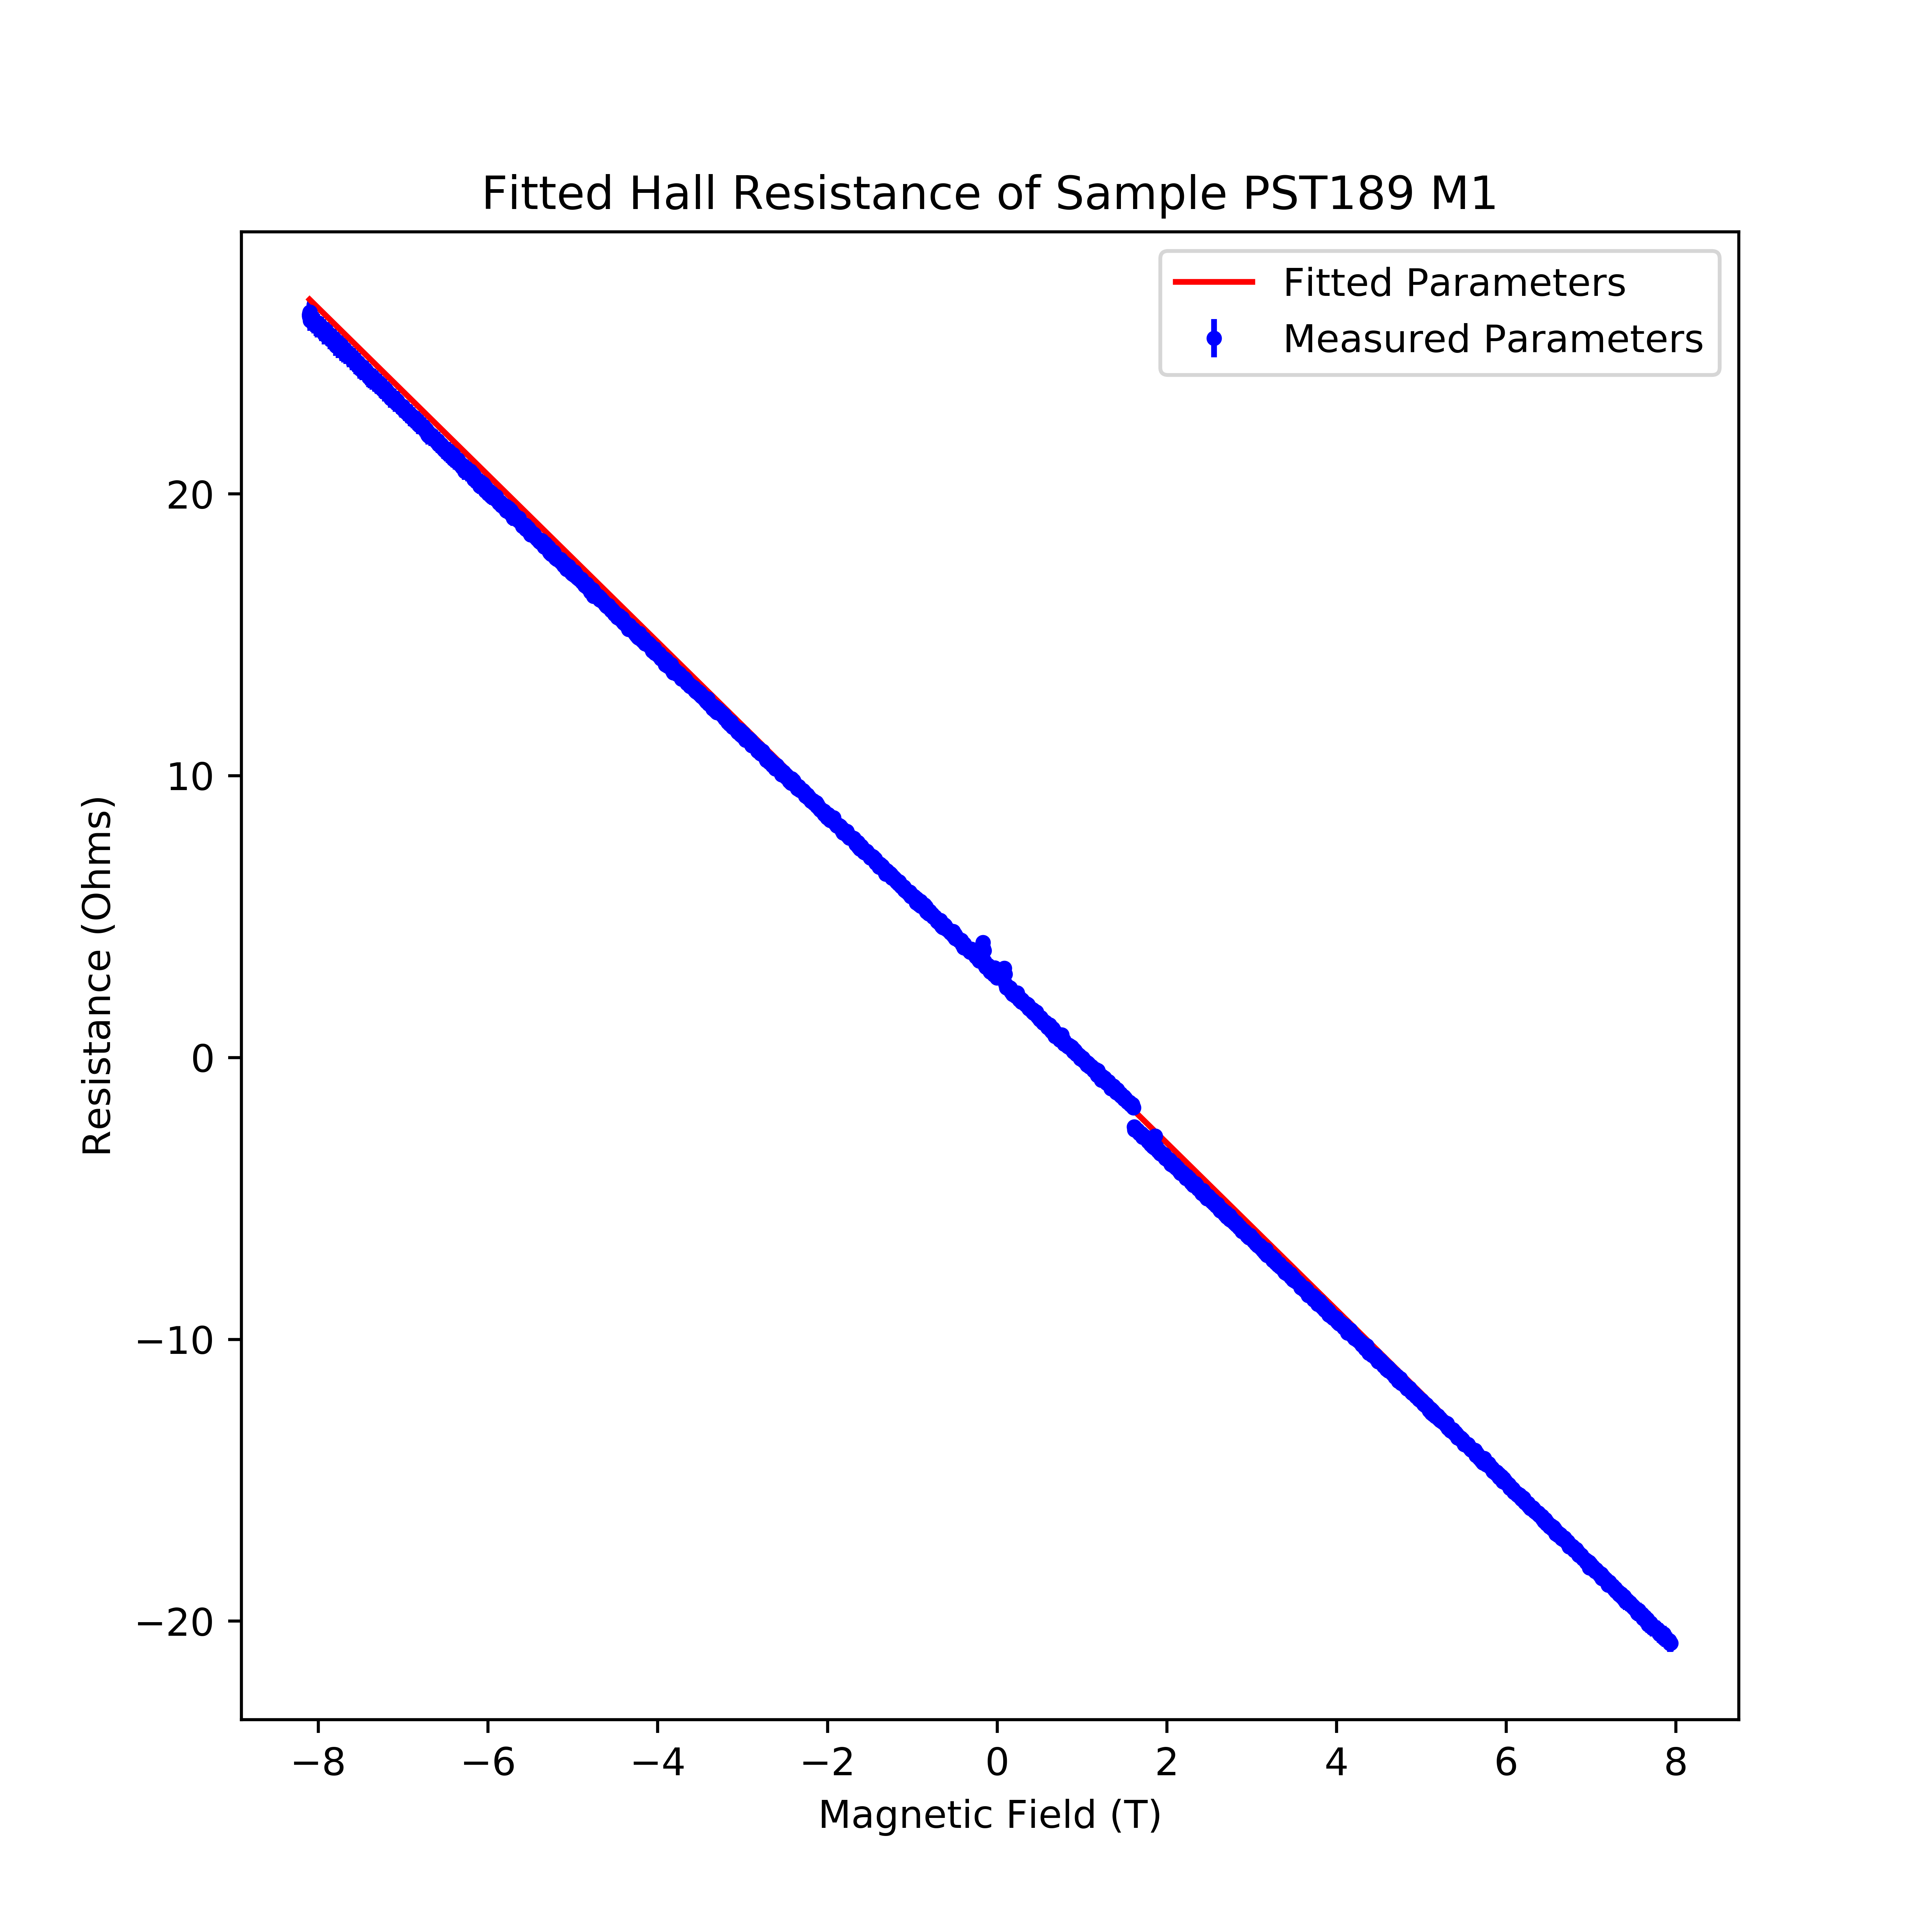 Fitted Hall Resistance of Sample PST189 M1
Fitted Parameters
Measured Parameters
20
10
0
−10
−20
Resistance (Ohms)
−8 −6 −4 −2 0 2 4 6 8
Magnetic Field (T)